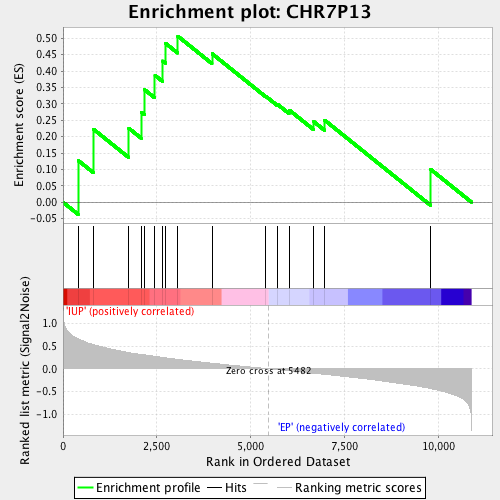 Enrichment plot: CHR7P13
Enrichment score (ES)
0.50
0.45
0.40
0.35
0.30
0.25
0.20
0.15
0.10
0.05
0.00
-0.05
'IUP' (positively correlated)
Ranked list metric (Signal2Noise)
1.0
0.5
0.0
-0.5
-1.0
Zero cross at 5482
'EP' (negatively correlated)
0 2,500 5,000 7,500 10,000
Rank in Ordered Dataset
Enrichment profile Hits Ranking metric scores